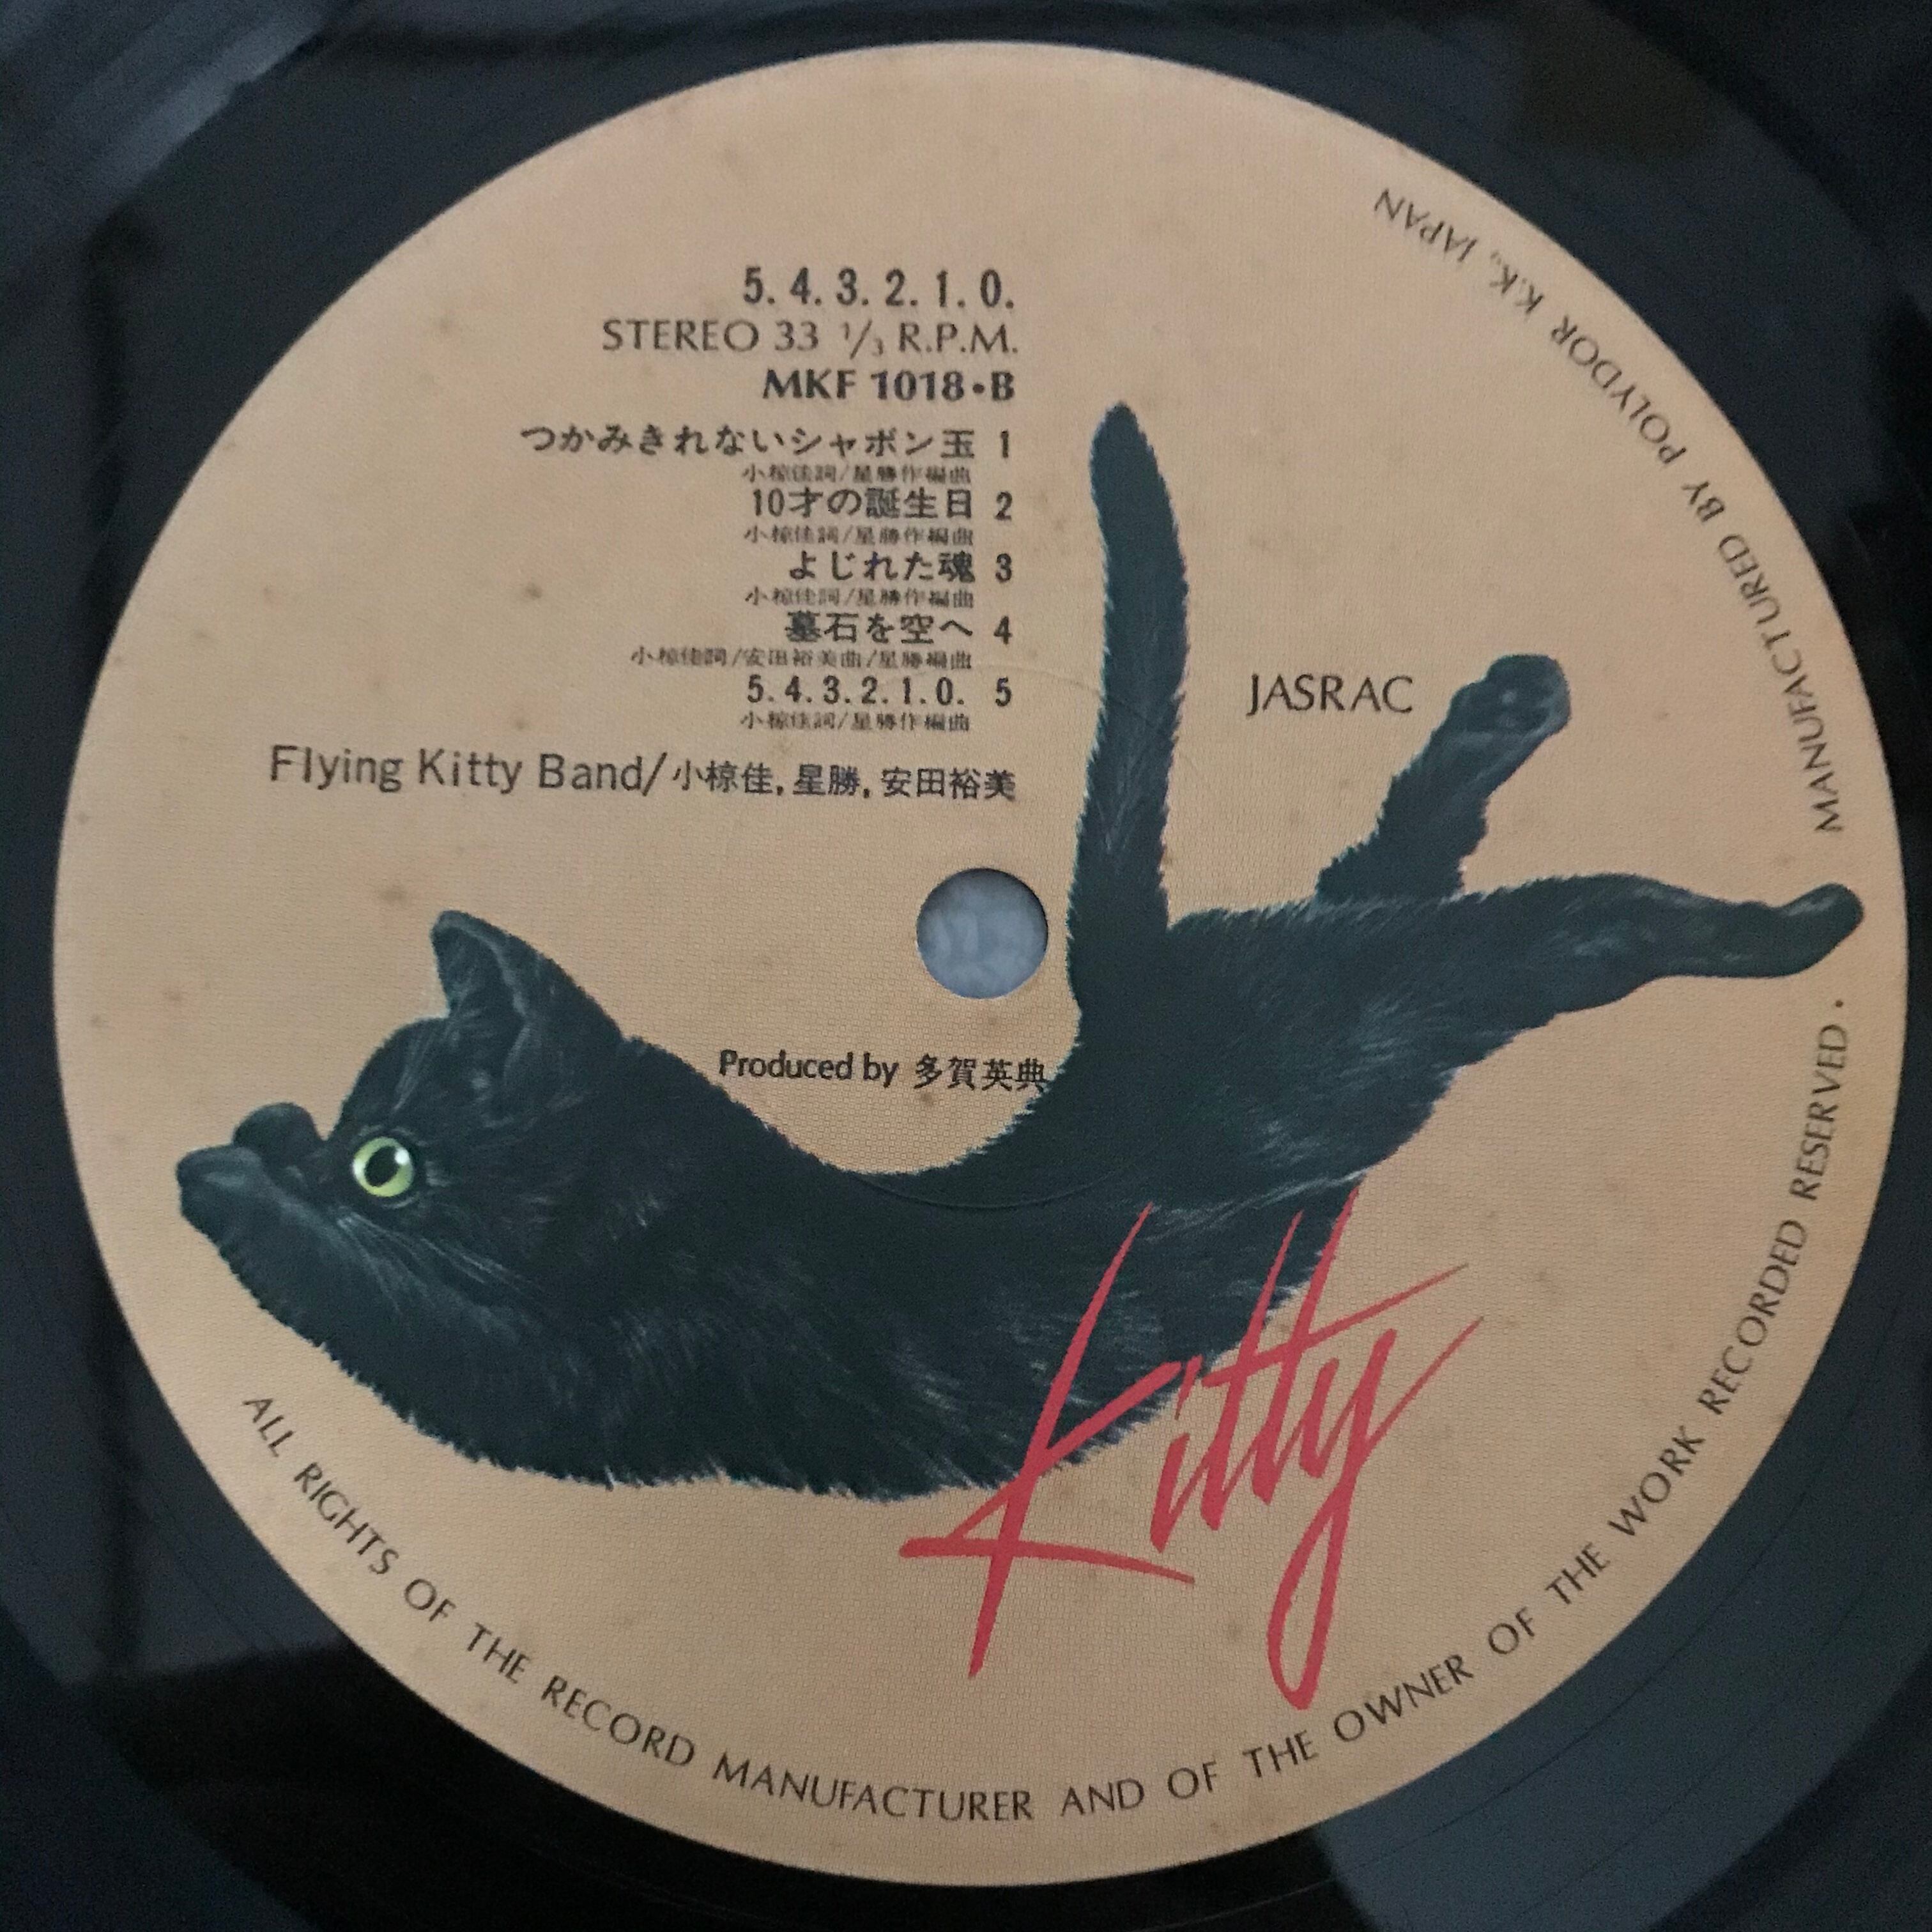 5. 4. 3. 2. 1. 0.
STEREO 33 1/3 R.P.M.
MKF 1018•B
つかみきれないシャボン玉 1
小椋佳詞/星勝作編曲
10才の誕生日 2
小椋佳詞/星勝作編曲
よじれた魂 3
小椋佳詞/星勝作編曲
墓石を空へ 4
小椋佳詞/安田裕美曲/星勝編曲
5. 4. 3. 2. 1. 0. 5
小椋佳詞/星勝作編曲
Flying Kitty Band/小椋佳, 星勝, 安田裕美
JASRAC
Produced by 多賀英典
Kitty
ALL RIGHTS OF THE RECORD MANUFACTURER AND OF THE OWNER OF THE WORK RECORDED RESERVED.
MANUFACTURED BY POLYDOR K.K., JAPAN